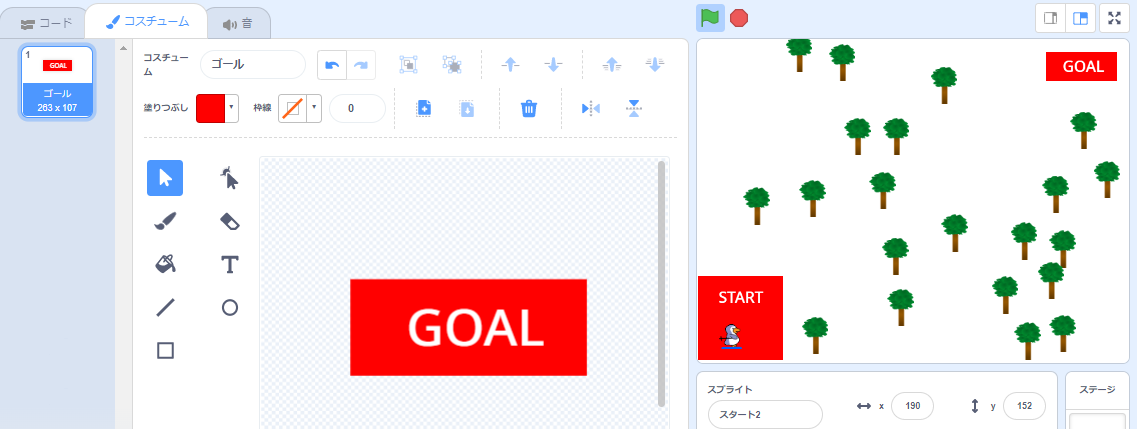 コード
コスチューム
音
1
GOAL
ゴール
263 x 107
コスチューム
ゴール
塗りつぶし
枠線
0
T
GOAL
GOAL
START
スプライト
スタート2
x
190
y
152
ステージ